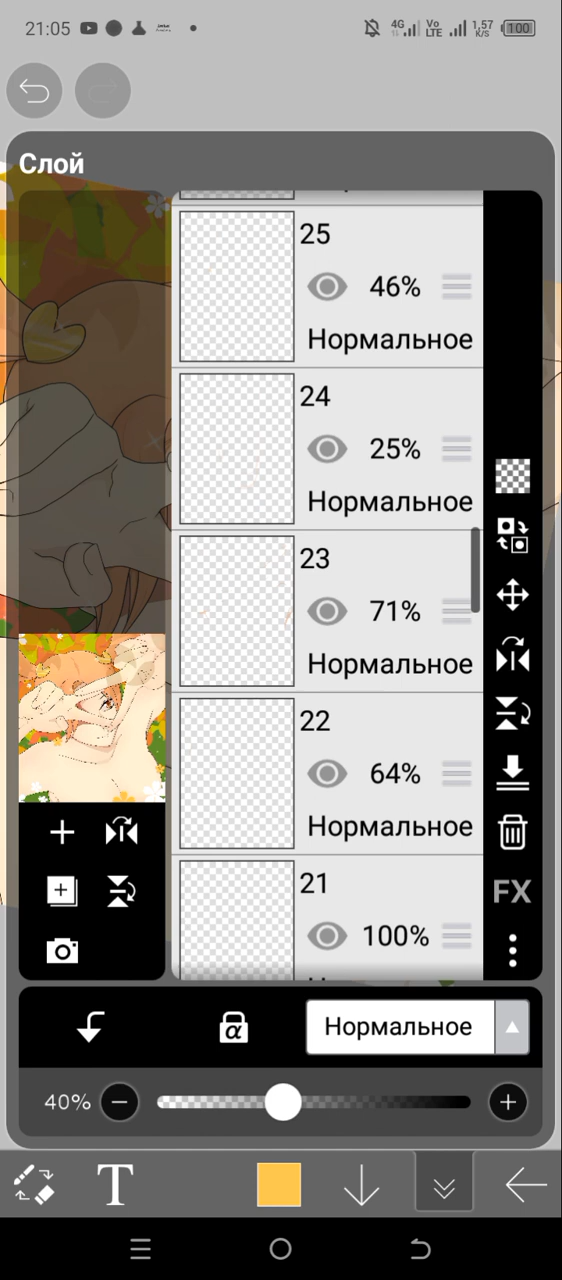 21:05
4G
Vo
LTE
1,57
K/S
100
Слой
25
46%
Нормальное
24
25%
Нормальное
23
71%
Нормальное
22
64%
Нормальное
21
100%
FX
α
Нормальное
40%
T